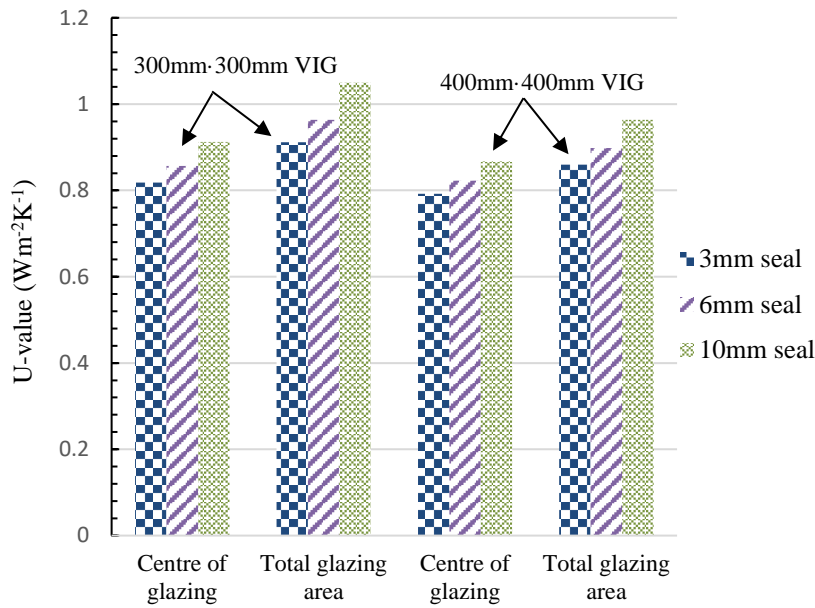 1.2
1
0.8
0.6
0.4
0.2
0
U-value (Wm⁻²K⁻¹)
300mm·300mm VIG
400mm·400mm VIG
3mm seal
6mm seal
10mm seal
Centre of
glazing
Total glazing
area
Centre of
glazing
Total glazing
area